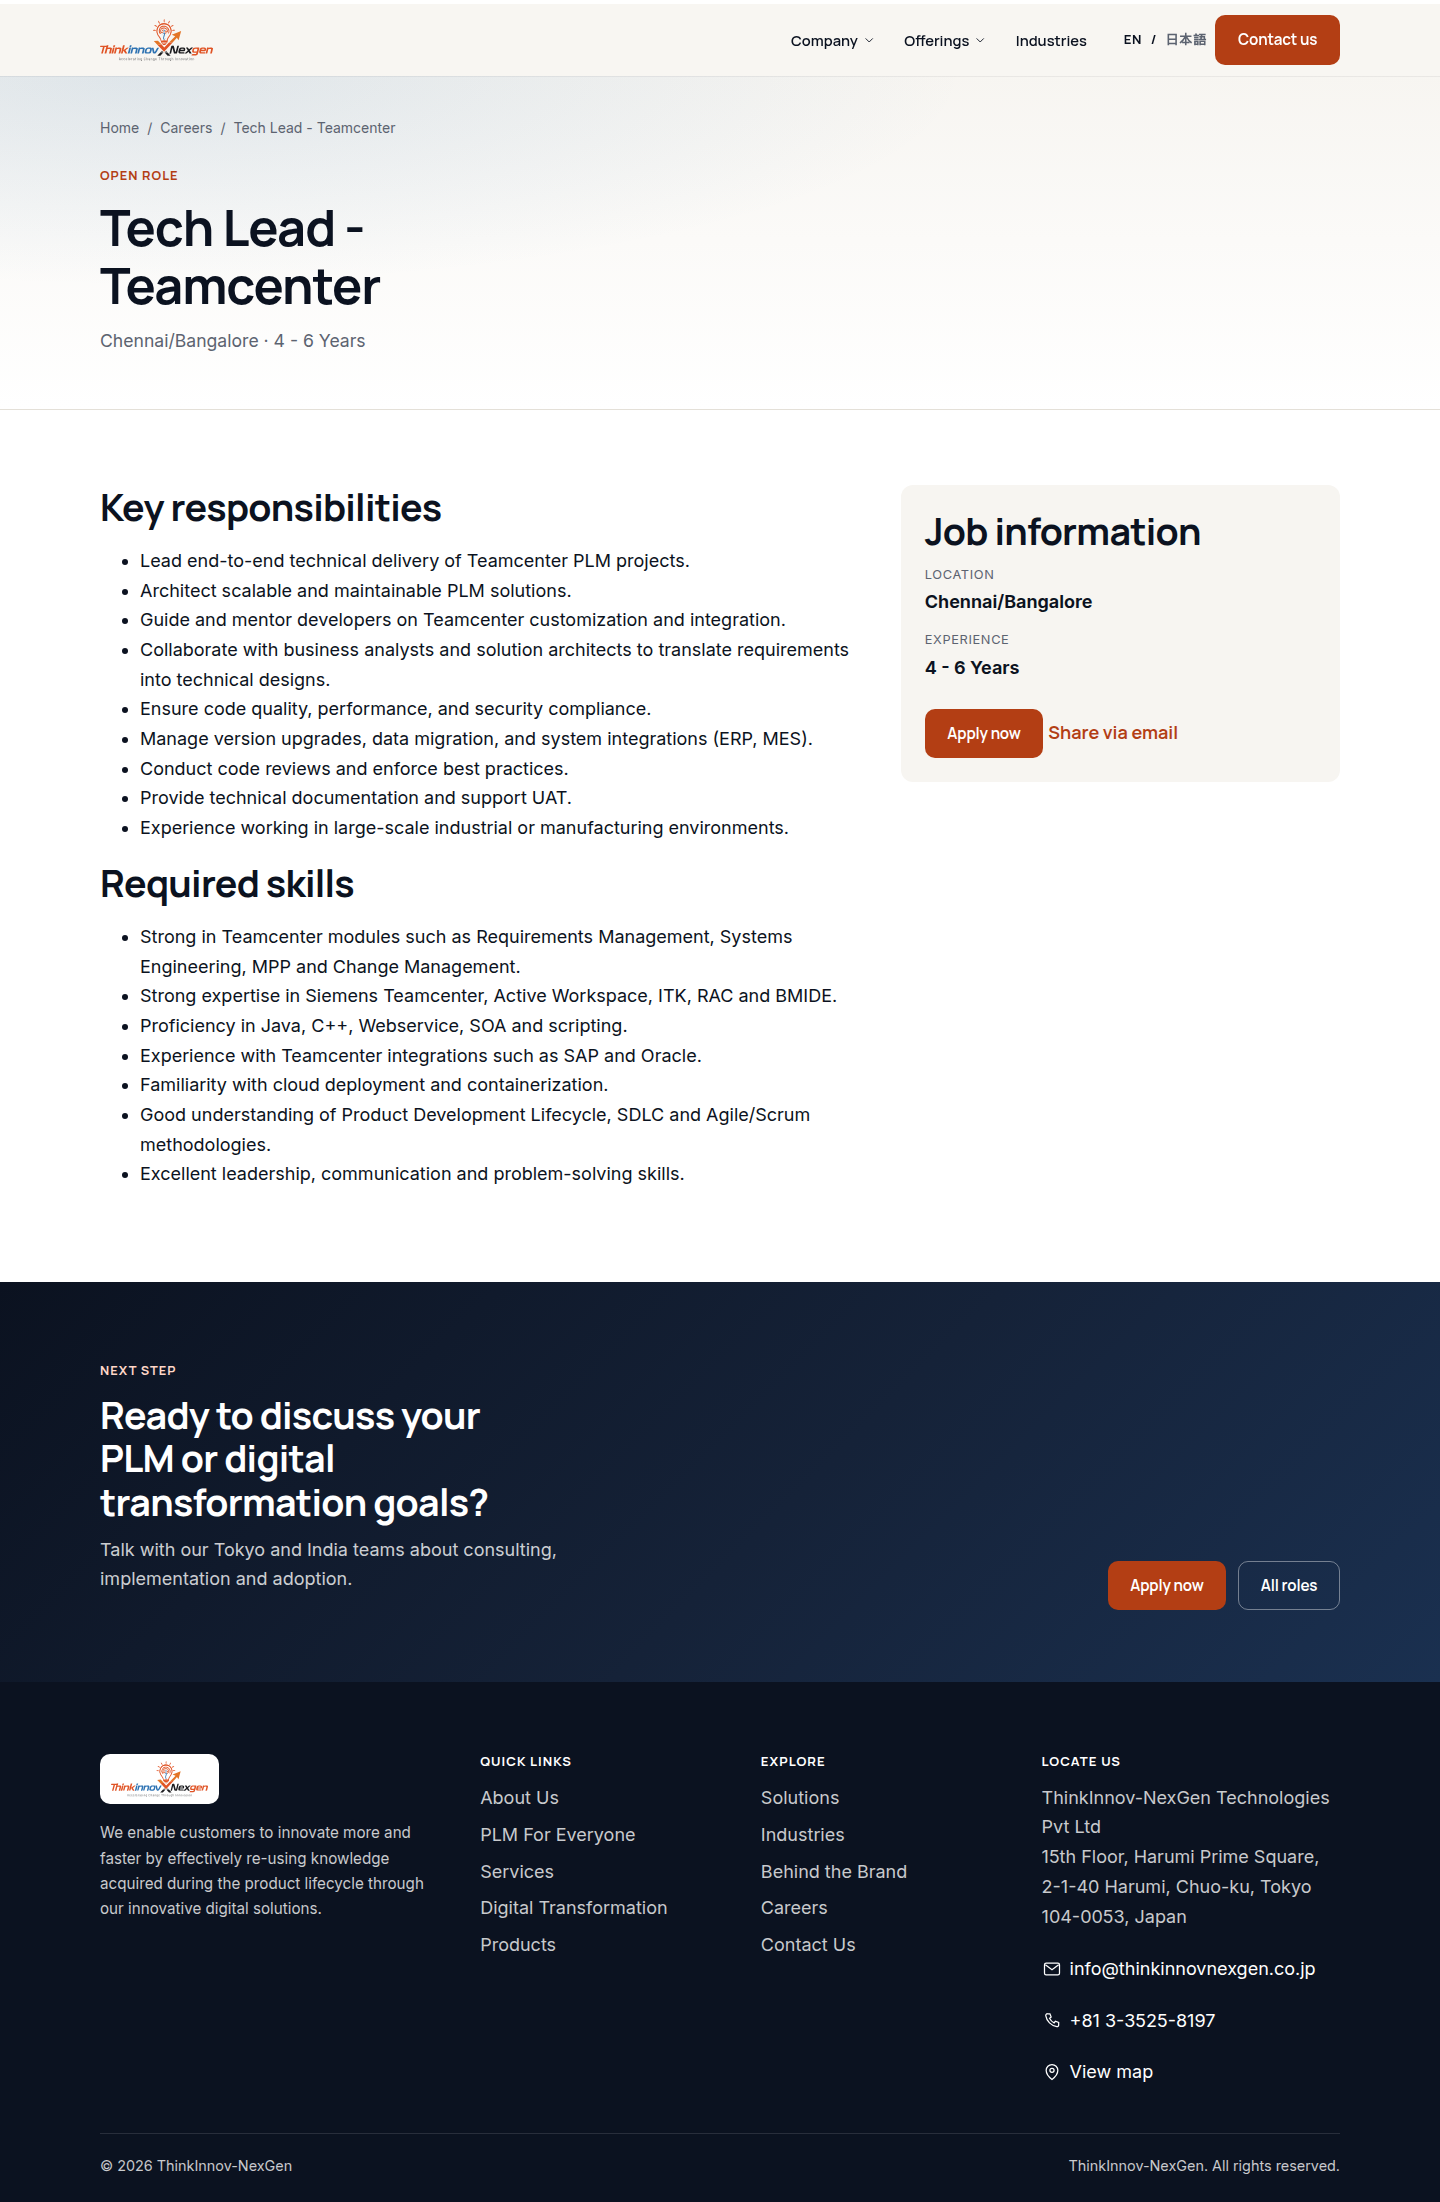 ThinkinnovXNexgen
Accelerating Change Through Innovation
Company
Offerings
Industries
EN / 日本語
Contact us
Home / Careers / Tech Lead - Teamcenter
OPEN ROLE
Tech Lead -
Teamcenter
Chennai/Bangalore · 4 - 6 Years
Key responsibilities
• Lead end-to-end technical delivery of Teamcenter PLM projects.
• Architect scalable and maintainable PLM solutions.
• Guide and mentor developers on Teamcenter customization and integration.
• Collaborate with business analysts and solution architects to translate requirements
into technical designs.
• Ensure code quality, performance, and security compliance.
• Manage version upgrades, data migration, and system integrations (ERP, MES).
• Conduct code reviews and enforce best practices.
• Provide technical documentation and support UAT.
• Experience working in large-scale industrial or manufacturing environments.
Required skills
• Strong in Teamcenter modules such as Requirements Management, Systems
Engineering, MPP and Change Management.
• Strong expertise in Siemens Teamcenter, Active Workspace, ITK, RAC and BMIDE.
• Proficiency in Java, C++, Webservice, SOA and scripting.
• Experience with Teamcenter integrations such as SAP and Oracle.
• Familiarity with cloud deployment and containerization.
• Good understanding of Product Development Lifecycle, SDLC and Agile/Scrum
methodologies.
• Excellent leadership, communication and problem-solving skills.
Job information
LOCATION
Chennai/Bangalore
EXPERIENCE
4 - 6 Years
Apply now
Share via email
NEXT STEP
Ready to discuss your
PLM or digital
transformation goals?
Talk with our Tokyo and India teams about consulting,
implementation and adoption.
Apply now
All roles
ThinkinnovXNexgen
Accelerating Change Through Innovation
We enable customers to innovate more and
faster by effectively re-using knowledge
acquired during the product lifecycle through
our innovative digital solutions.
QUICK LINKS
About Us
PLM For Everyone
Services
Digital Transformation
Products
EXPLORE
Solutions
Industries
Behind the Brand
Careers
Contact Us
LOCATE US
ThinkInnov-NexGen Technologies
Pvt Ltd
15th Floor, Harumi Prime Square,
2-1-40 Harumi, Chuo-ku, Tokyo
104-0053, Japan
info@thinkinnovnexgen.co.jp
+81 3-3525-8197
View map
© 2026 ThinkInnov-NexGen
ThinkInnov-NexGen. All rights reserved.